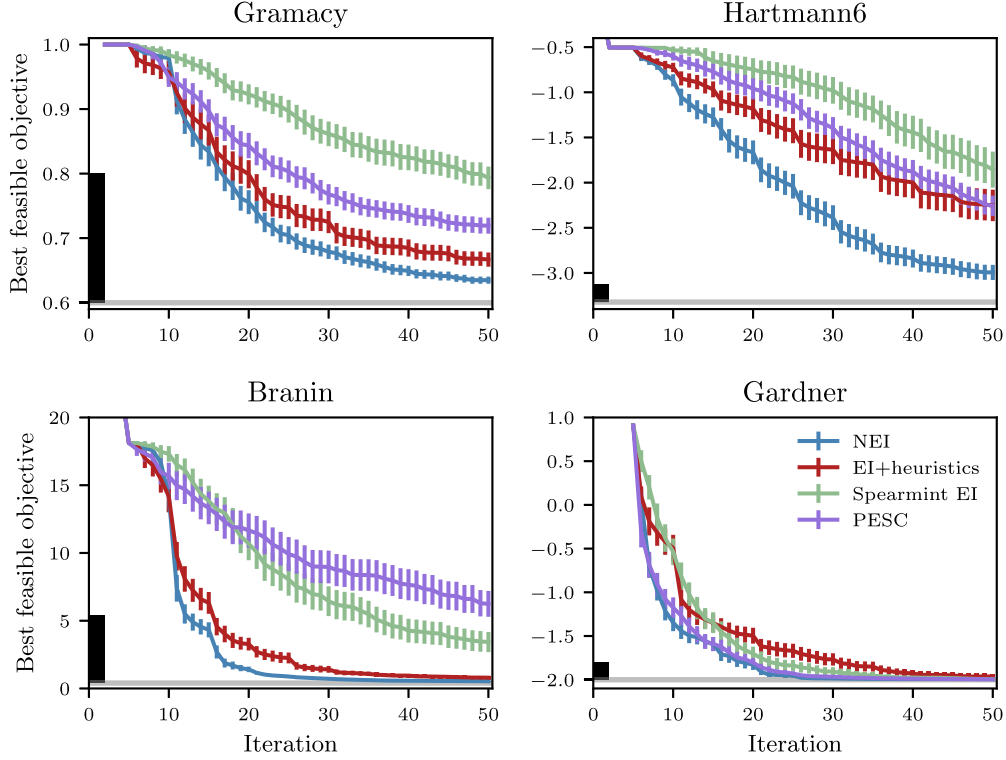 Gramacy
Best feasible objective
1.0
0.9
0.8
0.7
0.6
0 10 20 30 40 50
Hartmann6
−0.5
−1.0
−1.5
−2.0
−2.5
−3.0
0 10 20 30 40 50
Branin
Best feasible objective
20
15
10
5
0
0 10 20 30 40 50
Iteration
Gardner
1.0
0.5
0.0
−0.5
−1.0
−1.5
−2.0
NEI
EI+heuristics
Spearmint EI
PESC
0 10 20 30 40 50
Iteration